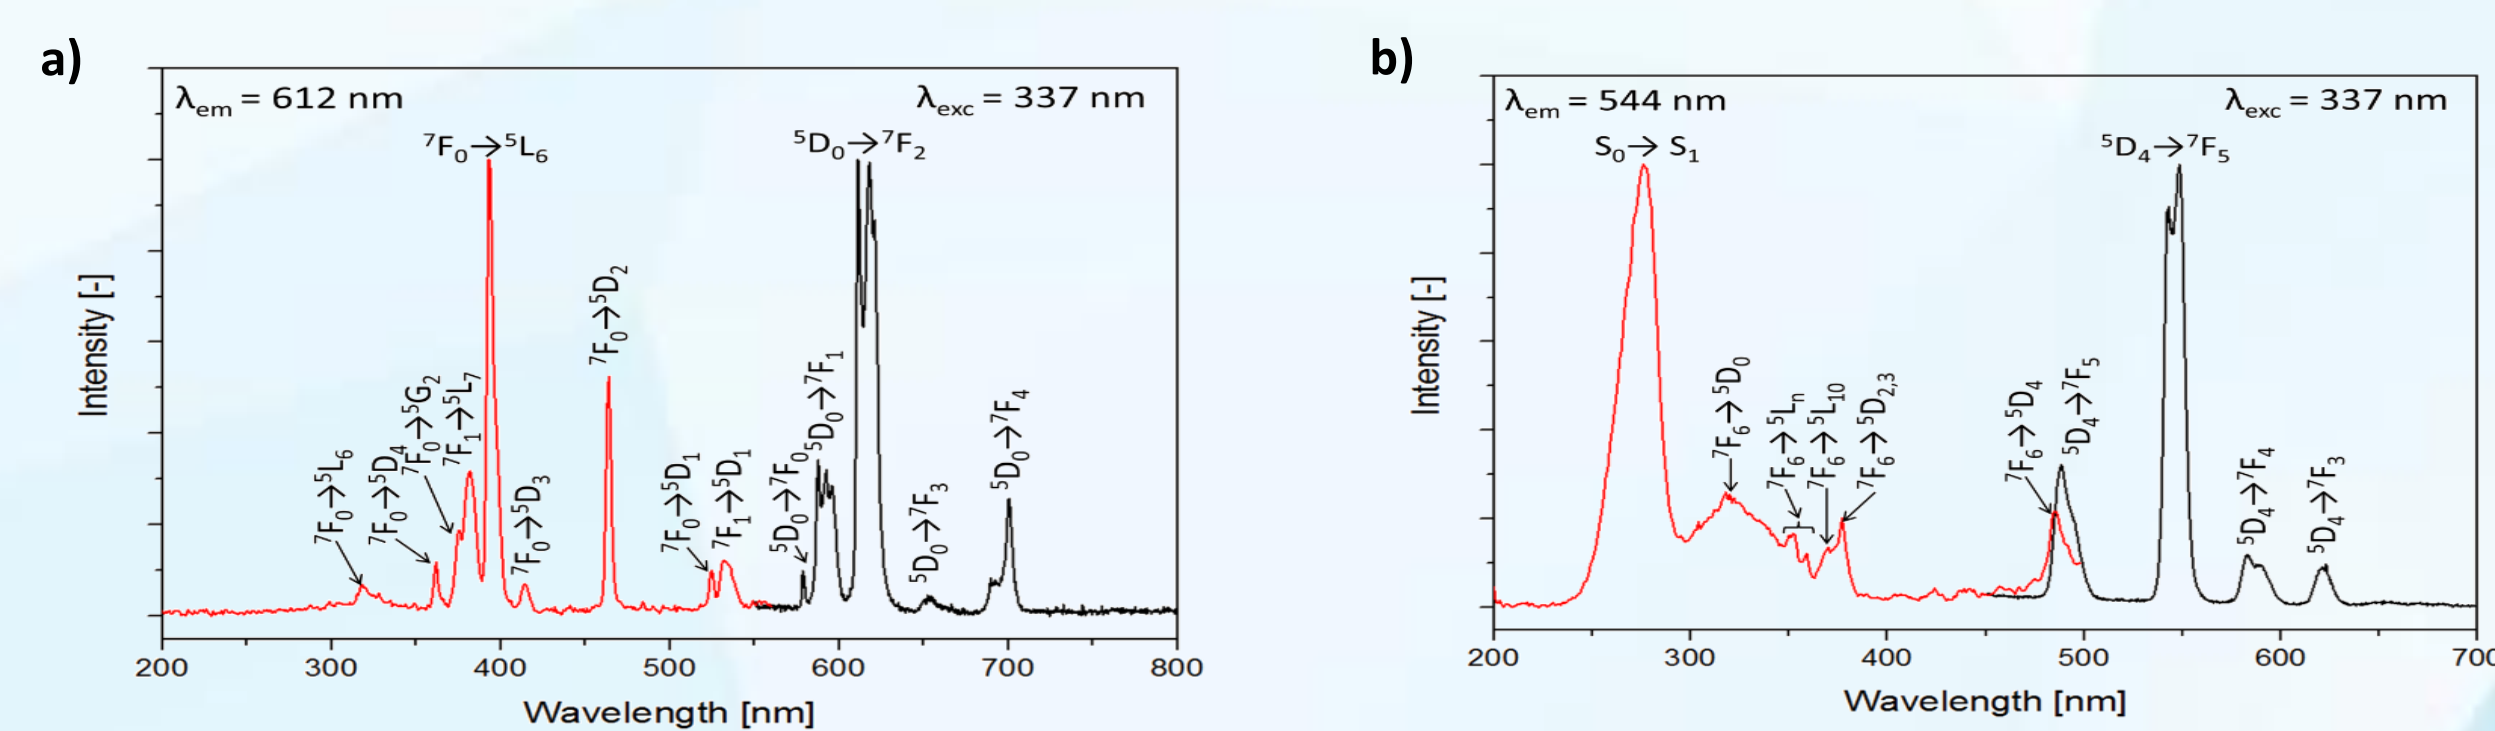 a)
λem = 612 nm
λexc = 337 nm
⁷F₀→⁵L₆
⁵D₀→⁷F₂
⁷F₀→⁵L₆
⁷F₀→⁵D₄
⁷F₀→⁵G₂
⁷F₁→⁵L₇
⁷F₀→⁵D₃
⁷F₀→⁵D₂
⁷F₀→⁵D₁
⁷F₁→⁵D₁
⁵D₀→⁷F₀
⁵D₀→⁷F₁
⁵D₀→⁷F₃
⁵D₀→⁷F₄
Intensity [-]
200 300 400 500 600 700 800
Wavelength [nm]
b)
λem = 544 nm
λexc = 337 nm
S₀→ S₁
⁵D₄→⁷F₅
⁷F₆→⁵D₀
⁷F₆→⁵Lₙ
⁷F₆→⁵L₁₀
⁷F₆→⁵D₂,₃
⁷F₆→⁵D₄
⁵D₄→⁷F₅
⁵D₄→⁷F₄
⁵D₄→⁷F₃
Intensity [-]
200 300 400 500 600 700
Wavelength [nm]